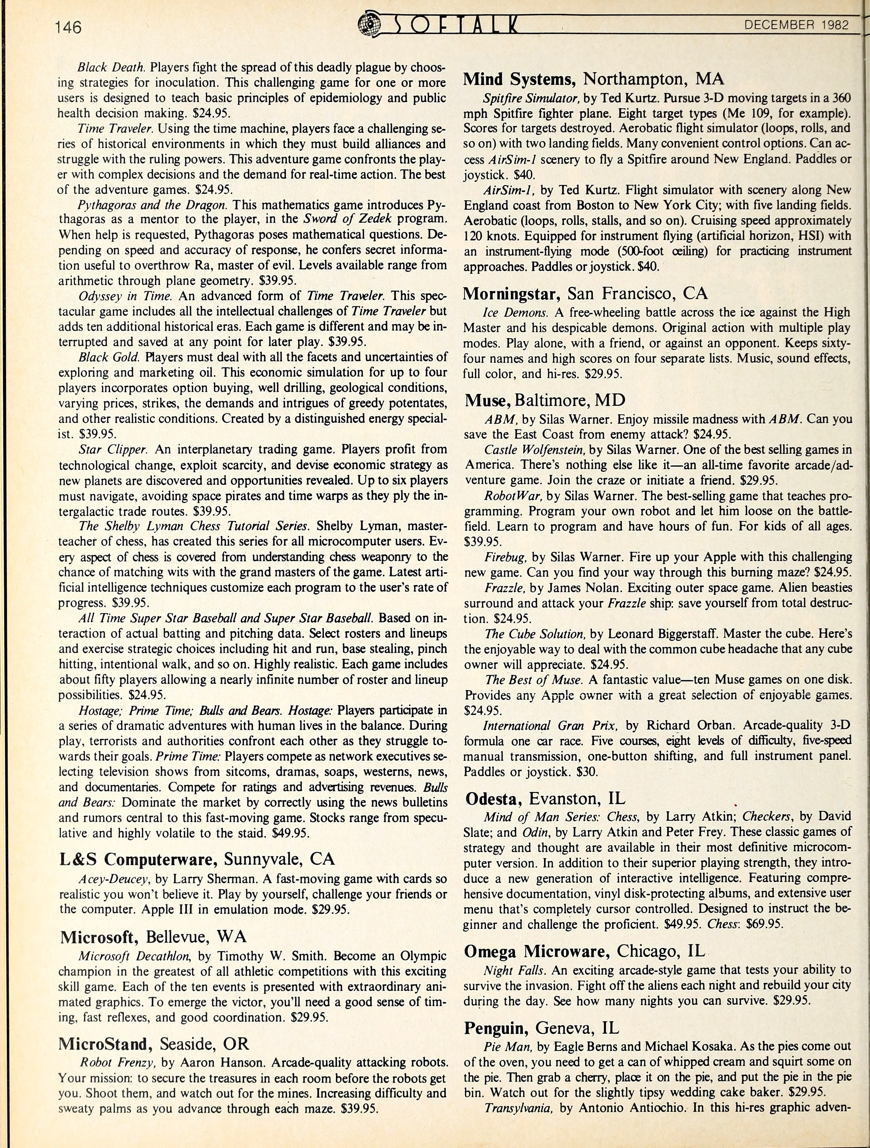 146
SOFTALK
DECEMBER 1982
Black Death. Players fight the spread of this deadly plague by choos-
ing strategies for inoculation. This challenging game for one or more
users is designed to teach basic principles of epidemiology and public
health decision making. $24.95.
Time Traveler. Using the time machine, players face a challenging se-
ries of historical environments in which they must build alliances and
struggle with the ruling powers. This adventure game confronts the play-
er with complex decisions and the demand for real-time action. The best
of the adventure games. $24.95.
Pythagoras and the Dragon. This mathematics game introduces Py-
thagoras as a mentor to the player, in the Sword of Zedek program.
When help is requested, Pythagoras poses mathematical questions. De-
pending on speed and accuracy of response, he confers secret informa-
tion useful to overthrow Ra, master of evil. Levels available range from
arithmetic through plane geometry. $39.95.
Odyssey in Time. An advanced form of Time Traveler. This spec-
tacular game includes all the intellectual challenges of Time Traveler but
adds ten additional historical eras. Each game is different and may be in-
terrupted and saved at any point for later play. $39.95.
Black Gold. Players must deal with all the facets and uncertainties of
exploring and marketing oil. This economic simulation for up to four
players incorporates option buying, well drilling, geological conditions,
varying prices, strikes, the demands and intrigues of greedy potentates,
and other realistic conditions. Created by a distinguished energy special-
ist. $39.95.
Star Clipper. An interplanetary trading game. Players profit from
technological change, exploit scarcity, and devise economic strategy as
new planets are discovered and opportunities revealed. Up to six players
must navigate, avoiding space pirates and time warps as they ply the in-
tergalactic trade routes. $39.95.
The Shelby Lyman Chess Tutorial Series. Shelby Lyman, master-
teacher of chess, has created this series for all microcomputer users. Ev-
ery aspect of chess is covered from understanding chess weaponry to the
chance of matching wits with the grand masters of the game. Latest arti-
ficial intelligence techniques customize each program to the user's rate of
progress. $39.95.
All Time Super Star Baseball and Super Star Baseball. Based on in-
teraction of actual batting and pitching data. Select rosters and lineups
and exercise strategic choices including hit and run, base stealing, pinch
hitting, intentional walk, and so on. Highly realistic. Each game includes
about fifty players allowing a nearly infinite number of roster and lineup
possibilities. $24.95.
Hostage; Prime Time; Bulls and Bears. Hostage: Players participate in
a series of dramatic adventures with human lives in the balance. During
play, terrorists and authorities confront each other as they struggle to-
wards their goals. Prime Time: Players compete as network executives se-
lecting television shows from sitcoms, dramas, soaps, westerns, news,
and documentaries. Compete for ratings and advertising revenues. Bulls
and Bears: Dominate the market by correctly using the news bulletins
and rumors central to this fast-moving game. Stocks range from specu-
lative and highly volatile to the staid. $49.95.
L&S Computerware, Sunnyvale, CA
Acey-Deucey, by Larry Sherman. A fast-moving game with cards so
realistic you won't believe it. Play by yourself, challenge your friends or
the computer. Apple III in emulation mode. $29.95.
Microsoft, Bellevue, WA
Microsoft Decathlon, by Timothy W. Smith. Become an Olympic
champion in the greatest of all athletic competitions with this exciting
skill game. Each of the ten events is presented with extraordinary ani-
mated graphics. To emerge the victor, you'll need a good sense of tim-
ing, fast reflexes, and good coordination. $29.95.
MicroStand, Seaside, OR
Robot Frenzy, by Aaron Hanson. Arcade-quality attacking robots.
Your mission: to secure the treasures in each room before the robots get
you. Shoot them, and watch out for the mines. Increasing difficulty and
sweaty palms as you advance through each maze. $39.95.
Mind Systems, Northampton, MA
Spitfire Simulator, by Ted Kurtz. Pursue 3-D moving targets in a 360
mph Spitfire fighter plane. Eight target types (Me 109, for example).
Scores for targets destroyed. Aerobatic flight simulator (loops, rolls, and
so on) with two landing fields. Many convenient control options. Can ac-
cess AirSim-1 scenery to fly a Spitfire around New England. Paddles or
joystick. $40.
AirSim-1, by Ted Kurtz. Flight simulator with scenery along New
England coast from Boston to New York City; with five landing fields.
Aerobatic (loops, rolls, stalls, and so on). Cruising speed approximately
120 knots. Equipped for instrument flying (artificial horizon, HSI) with
an instrument-flying mode (500-foot ceiling) for practicing instrument
approaches. Paddles or joystick. $40.
Morningstar, San Francisco, CA
Ice Demons. A free-wheeling battle across the ice against the High
Master and his despicable demons. Original action with multiple play
modes. Play alone, with a friend, or against an opponent. Keeps sixty-
four names and high scores on four separate lists. Music, sound effects,
full color, and hi-res. $29.95.
Muse, Baltimore, MD
ABM, by Silas Warner. Enjoy missile madness with ABM. Can you
save the East Coast from enemy attack? $24.95.
Castle Wolfenstein, by Silas Warner. One of the best selling games in
America. There's nothing else like it—an all-time favorite arcade/ad-
venture game. Join the craze or initiate a friend. $29.95.
RobotWar, by Silas Warner. The best-selling game that teaches pro-
gramming. Program your own robot and let him loose on the battle-
field. Learn to program and have hours of fun. For kids of all ages.
$39.95.
Firebug, by Silas Warner. Fire up your Apple with this challenging
new game. Can you find your way through this burning maze? $24.95.
Frazzle, by James Nolan. Exciting outer space game. Alien beasties
surround and attack your Frazzle ship: save yourself from total destruc-
tion. $24.95.
The Cube Solution, by Leonard Biggerstaff. Master the cube. Here's
the enjoyable way to deal with the common cube headache that any cube
owner will appreciate. $24.95.
The Best of Muse. A fantastic value—ten Muse games on one disk.
Provides any Apple owner with a great selection of enjoyable games.
$24.95.
International Gran Prix, by Richard Orban. Arcade-quality 3-D
formula one car race. Five courses, eight levels of difficulty, five-speed
manual transmission, one-button shifting, and full instrument panel.
Paddles or joystick. $30.
Odesta, Evanston, IL
Mind of Man Series: Chess, by Larry Atkin; Checkers, by David
Slate; and Odin, by Larry Atkin and Peter Frey. These classic games of
strategy and thought are available in their most definitive microcom-
puter version. In addition to their superior playing strength, they intro-
duce a new generation of interactive intelligence. Featuring compre-
hensive documentation, vinyl disk-protecting albums, and extensive user
menu that's completely cursor controlled. Designed to instruct the be-
ginner and challenge the proficient. $49.95. Chess: $69.95.
Omega Microware, Chicago, IL
Night Falls. An exciting arcade-style game that tests your ability to
survive the invasion. Fight off the aliens each night and rebuild your city
during the day. See how many nights you can survive. $29.95.
Penguin, Geneva, IL
Pie Man, by Eagle Berns and Michael Kosaka. As the pies come out
of the oven, you need to get a can of whipped cream and squirt some on
the pie. Then grab a cherry, place it on the pie, and put the pie in the pie
bin. Watch out for the slightly tipsy wedding cake baker. $29.95.
Transylvania, by Antonio Antiochio. In this hi-res graphic adven-